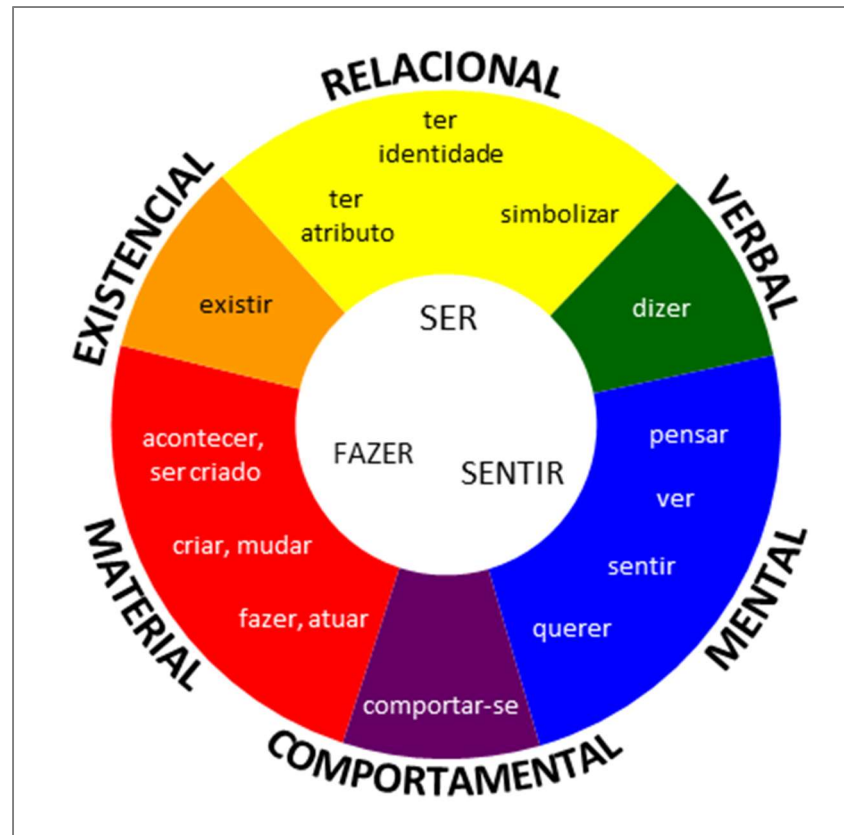 RELACIONAL
ter
identidade
ter
atributo
simbolizar
EXISTENCIAL
existir
VERBAL
dizer
SER
FAZER
SENTIR
acontecer,
ser criado
criar, mudar
fazer, atuar
MATERIAL
pensar
ver
sentir
querer
MENTAL
comportar-se
COMPORTAMENTAL